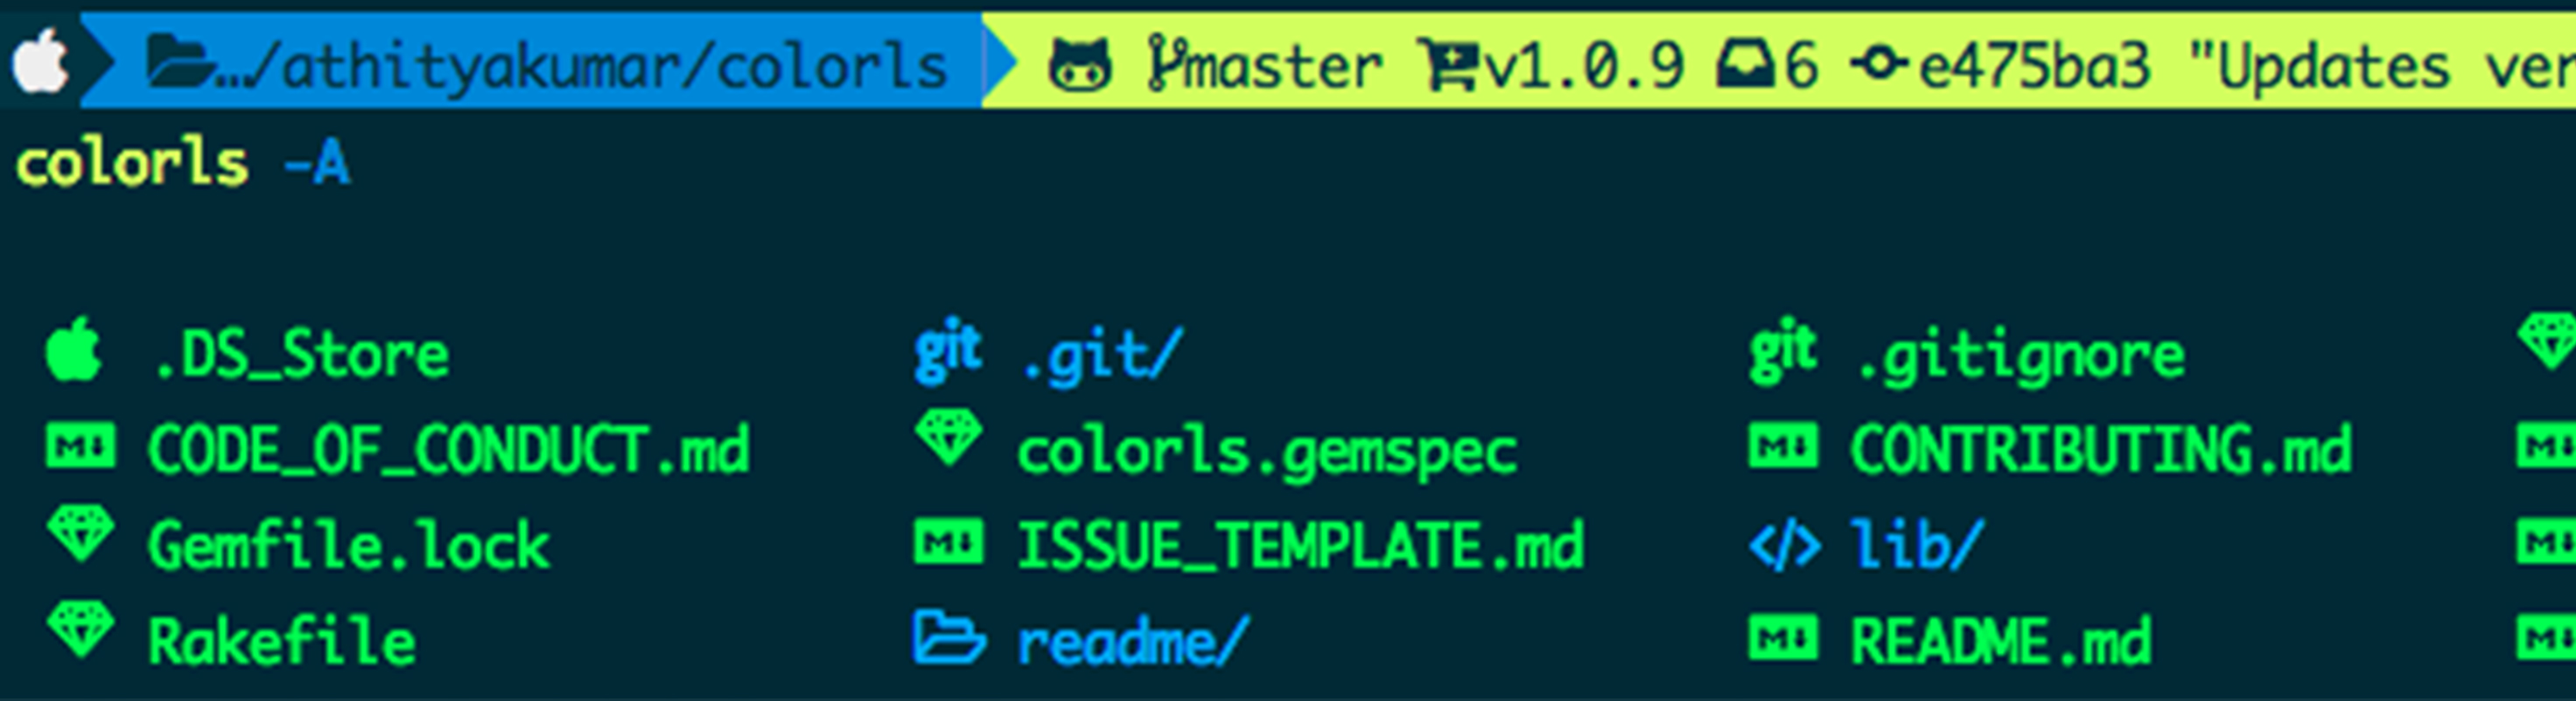 …/athityakumar/colorls master v1.0.9 6 e475ba3 "Updates ver
colorls -A
.DS_Store git .git/ git .gitignore
M↓ CODE_OF_CONDUCT.md colorls.gemspec M↓ CONTRIBUTING.md M↓
Gemfile.lock M↓ ISSUE_TEMPLATE.md </> lib/ M↓
Rakefile readme/ M↓ README.md M↓